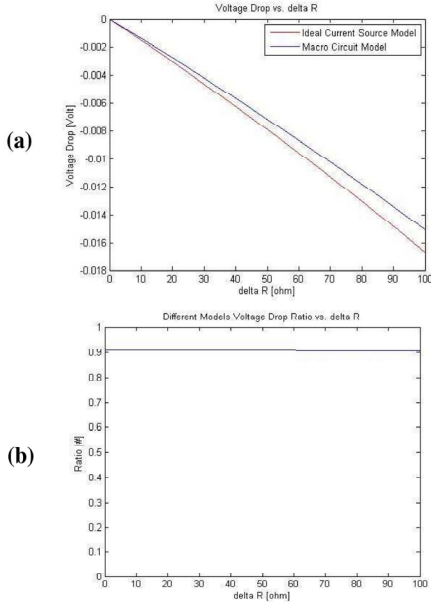 Voltage Drop vs. delta R
Ideal Current Source Model
Macro Circuit Model
0
-0.002
-0.004
-0.006
-0.008
-0.01
-0.012
-0.014
-0.016
-0.018
Voltage Drop [Volt]
(a)
0 10 20 30 40 50 60 70 80 90 100
delta R [ohm]
Different Models Voltage Drop Ratio vs. delta R
1
0.9
0.8
0.7
0.6
0.5
0.4
0.3
0.2
0.1
0
Ratio [#]
(b)
0 10 20 30 40 50 60 70 80 90 100
delta R [ohm]